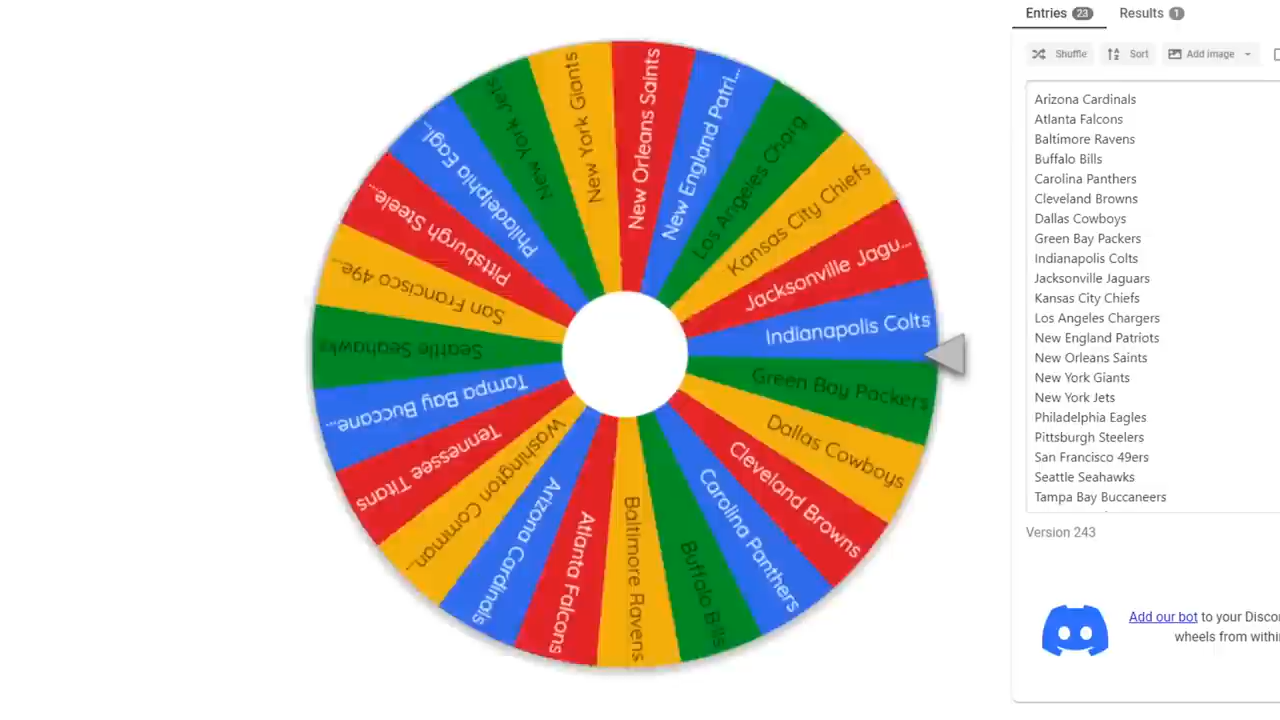 Entries 23 Results 1
Shuffle Sort Add image
Arizona Cardinals
Atlanta Falcons
Baltimore Ravens
Buffalo Bills
Carolina Panthers
Cleveland Browns
Dallas Cowboys
Green Bay Packers
Indianapolis Colts
Jacksonville Jaguars
Kansas City Chiefs
Los Angeles Chargers
New England Patriots
New Orleans Saints
New York Giants
New York Jets
Philadelphia Eagles
Pittsburgh Steelers
San Francisco 49ers
Seattle Seahawks
Tampa Bay Buccaneers
Version 243
Add our bot to your Discor
wheels from within
New Orleans Saints
New England Patri...
Los Angeles Charg
Kansas City Chiefs
Jacksonville Jagu...
Indianapolis Colts
Green Bay Packers
Dallas Cowboys
Cleveland Browns
Carolina Panthers
Buffalo Bills
Baltimore Ravens
Atlanta Falcons
Arizona Cardinals
Washington Comman...
Tennessee Titans
Tampa Bay Buccane...
Seattle Seahawks
San Francisco 49e...
Pittsburgh Steele...
Philadelphia Eagl...
New York Jets
New York Giants